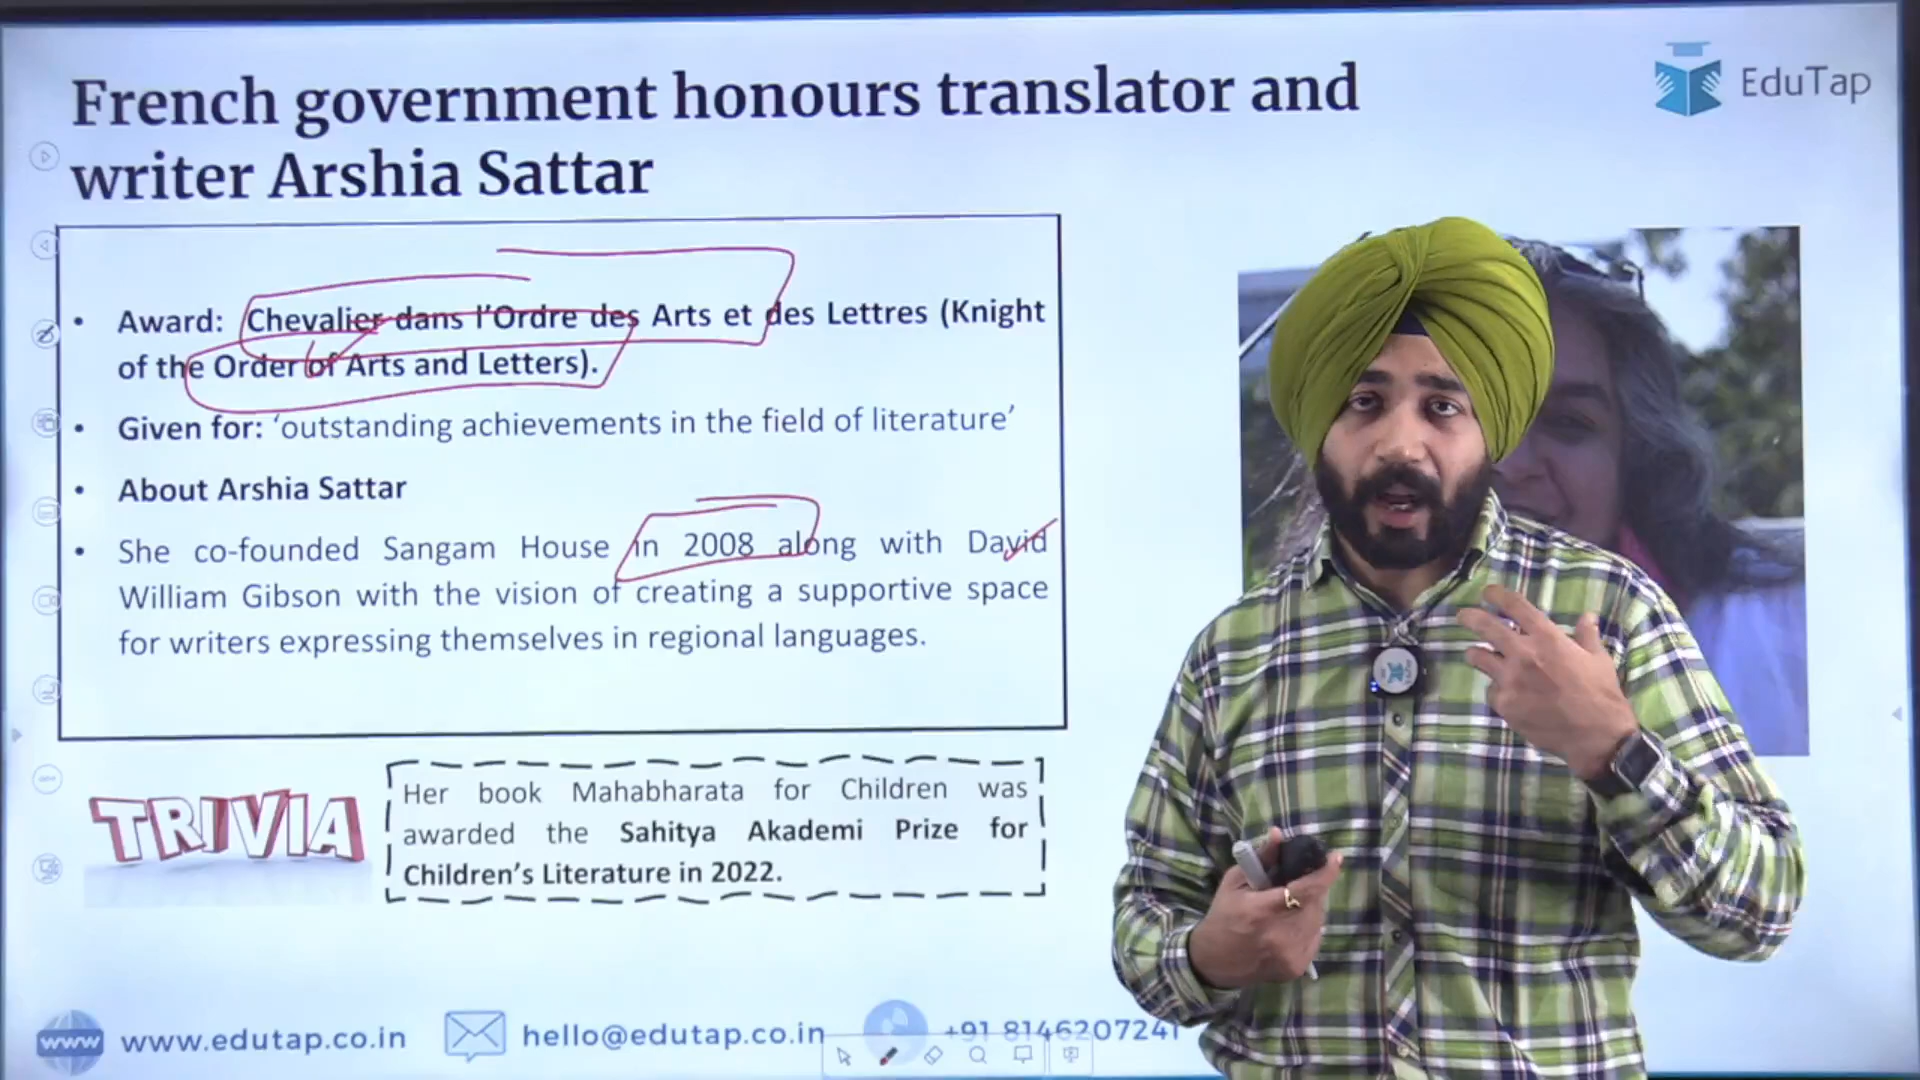 French government honours translator and
writer Arshia Sattar
EduTap
• Award: Chevalier dans l'Ordre des Arts et des Lettres (Knight
of the Order of Arts and Letters).
• Given for: 'outstanding achievements in the field of literature'
• About Arshia Sattar
• She co-founded Sangam House in 2008 along with David
William Gibson with the vision of creating a supportive space
for writers expressing themselves in regional languages.
TRIVIA
Her book Mahabharata for Children was
awarded the Sahitya Akademi Prize for
Children's Literature in 2022.
www www.edutap.co.in hello@edutap.co.in +91 8146207241